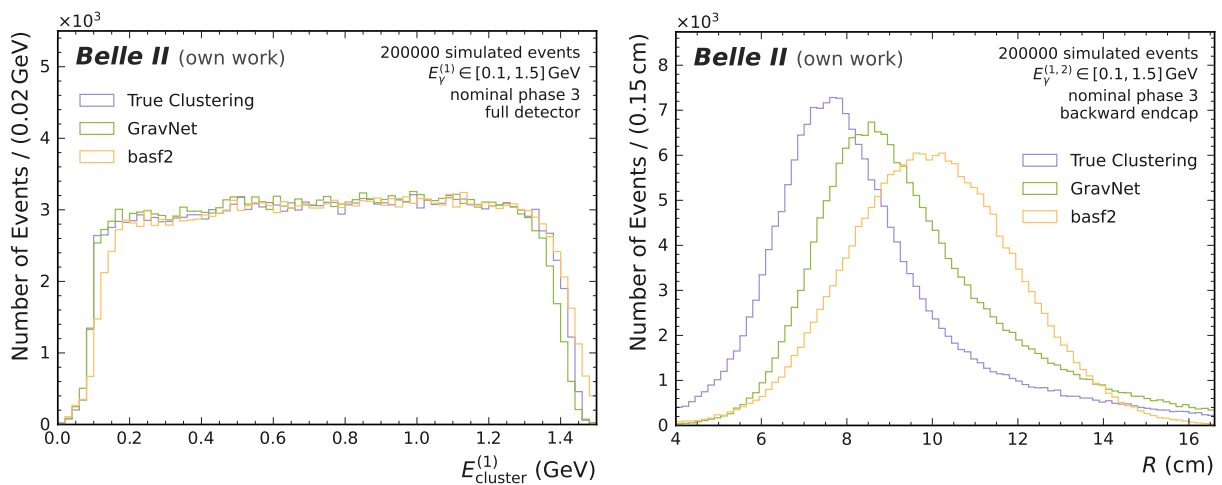 ×10³
Belle II (own work)
200000 simulated events
E_γ^(1) ∈ [0.1, 1.5] GeV
nominal phase 3
full detector
True Clustering
GravNet
basf2
Number of Events / (0.02 GeV)
5
4
3
2
1
0
0.0 0.2 0.4 0.6 0.8 1.0 1.2 1.4
E_cluster^(1) (GeV)
×10³
Belle II (own work)
200000 simulated events
E_γ^(1,2) ∈ [0.1, 1.5] GeV
nominal phase 3
backward endcap
True Clustering
GravNet
basf2
Number of Events / (0.15 cm)
8
7
6
5
4
3
2
1
0
4 6 8 10 12 14 16
R (cm)